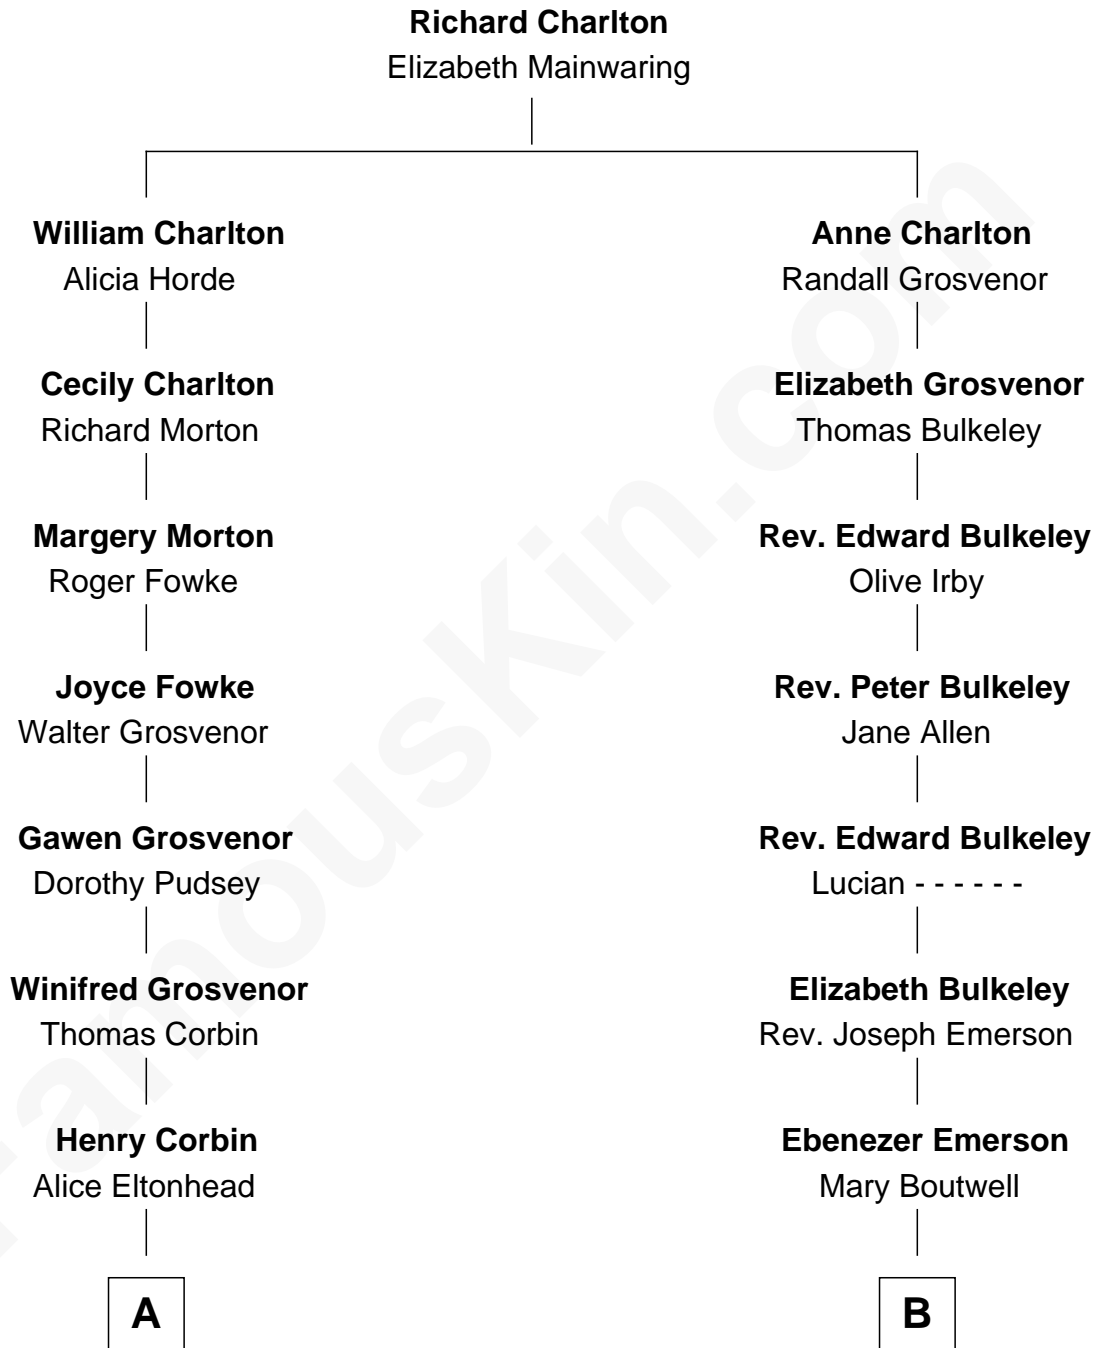 Richard Charlton
Elizabeth Mainwaring
William Charlton
Alicia Horde
Cecily Charlton
Richard Morton
Margery Morton
Roger Fowke
Joyce Fowke
Walter Grosvenor
Gawen Grosvenor
Dorothy Pudsey
Winifred Grosvenor
Thomas Corbin
Henry Corbin
Alice Eltonhead
A
Anne Charlton
Randall Grosvenor
Elizabeth Grosvenor
Thomas Bulkeley
Rev. Edward Bulkeley
Olive Irby
Rev. Peter Bulkeley
Jane Allen
Rev. Edward Bulkeley
Lucian - - - - - -
Elizabeth Bulkeley
Rev. Joseph Emerson
Ebenezer Emerson
Mary Boutwell
B
FamousKin.com